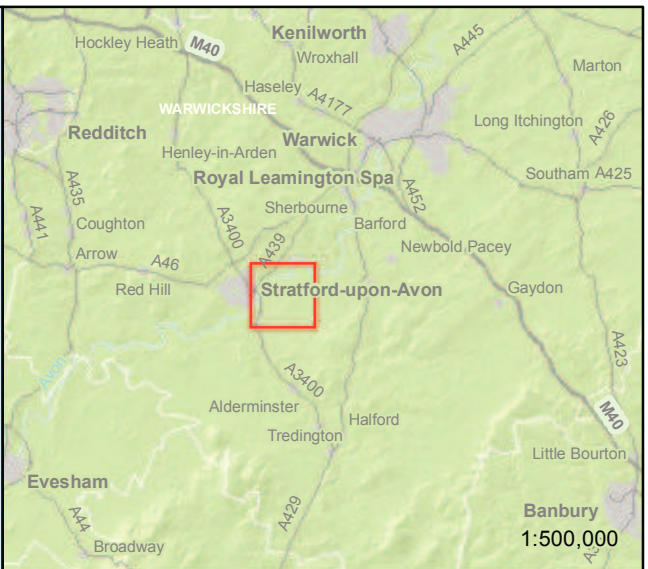 Kenilworth
Hockley Heath
M40
A445
Wroxhall
Marton
Haseley
A4177
WARWICKSHIRE
Long Itchington
A426
Redditch
Warwick
Henley-in-Arden
Royal Leamington Spa
Southam A425
A435
A452
A441
Coughton
A3400
Sherbourne
Barford
Arrow
A46
A439
Newbold Pacey
Red Hill
Stratford-upon-Avon
Gaydon
A423
Avon
A3400
Alderminster
Halford
M40
Tredington
Little Bourton
Evesham
A429
Banbury
A44
1:500,000
Broadway